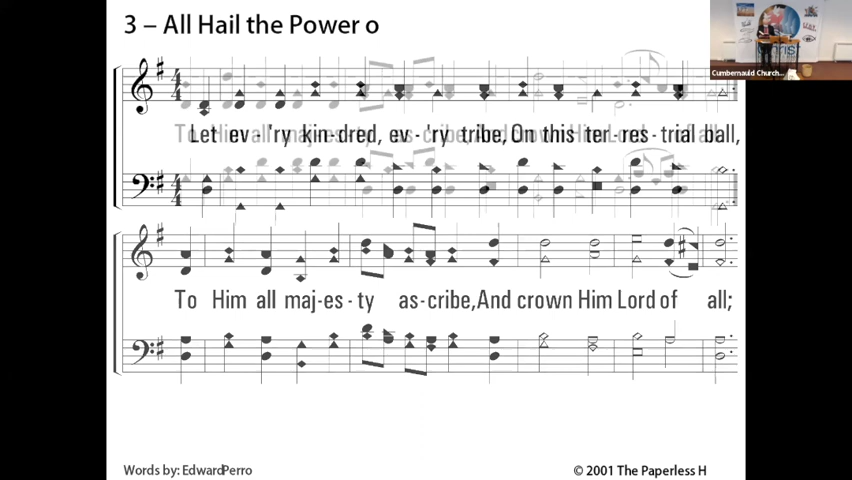 3 – All Hail the Power o
Cumbernauld Church...
Let ev - 'ry kin-dred, ev - 'ry tribe, On this ter - res - trial ball,
To Him all maj-es - ty as-cribe, And crown Him Lord of all;
Words by: EdwardPerro
© 2001 The Paperless H